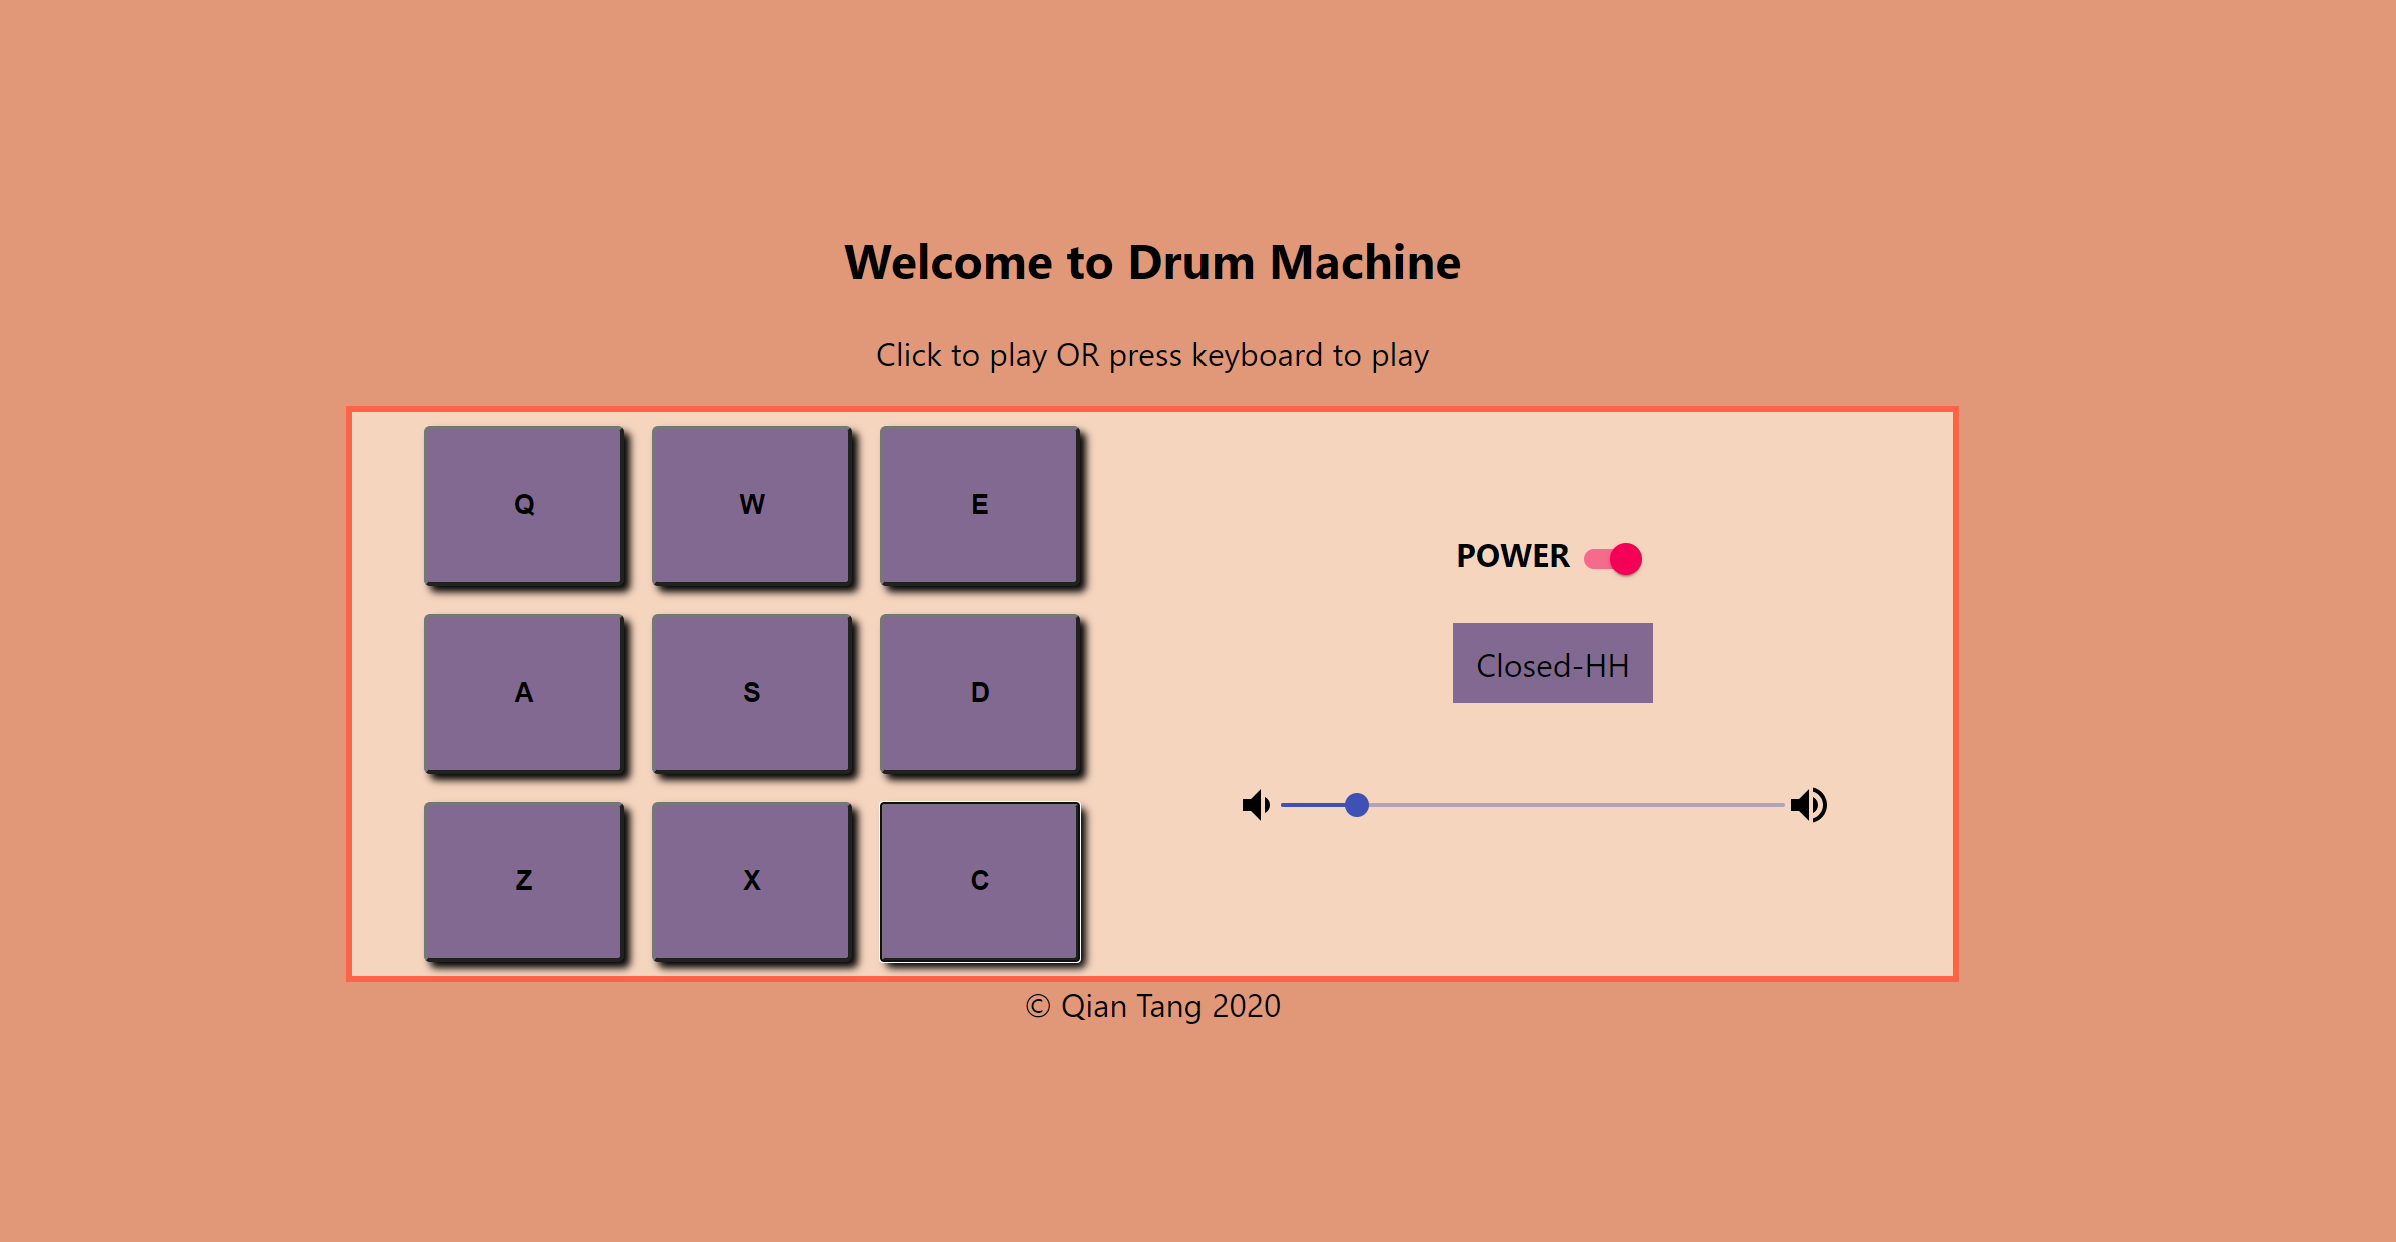 Welcome to Drum Machine
Click to play OR press keyboard to play
Q W E
A S D
Z X C
POWER
Closed-HH
© Qian Tang 2020